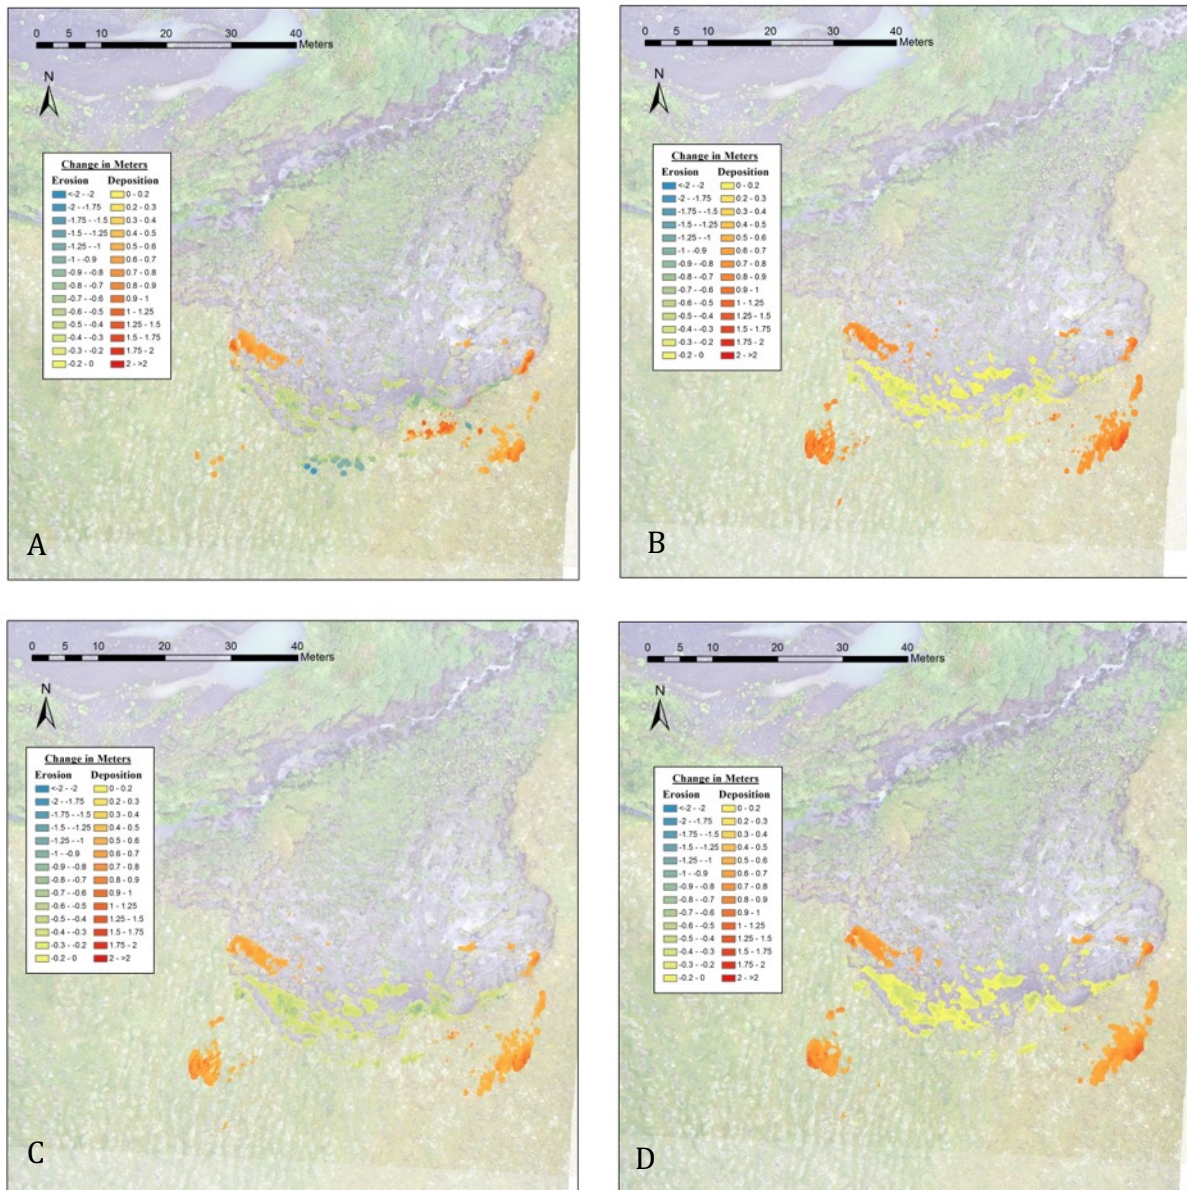 0 5 10 20 30 40
Meters
N
Change in Meters
Erosion Deposition
<-2 - -2 0 - 0.2
-2 - -1.75 0.2 - 0.3
-1.75 - -1.5 0.3 - 0.4
-1.5 - -1.25 0.4 - 0.5
-1.25 - -1 0.5 - 0.6
-1 - -0.9 0.6 - 0.7
-0.9 - -0.8 0.7 - 0.8
-0.8 - -0.7 0.8 - 0.9
-0.7 - -0.6 0.9 - 1
-0.6 - -0.5 1 - 1.25
-0.5 - -0.4 1.25 - 1.5
-0.4 - -0.3 1.5 - 1.75
-0.3 - -0.2 1.75 - 2
-0.2 - 0 2 - >2
A
0 5 10 20 30 40
Meters
N
Change in Meters
Erosion Deposition
<-2 - -2 0 - 0.2
-2 - -1.75 0.2 - 0.3
-1.75 - -1.5 0.3 - 0.4
-1.5 - -1.25 0.4 - 0.5
-1.25 - -1 0.5 - 0.6
-1 - -0.9 0.6 - 0.7
-0.9 - -0.8 0.7 - 0.8
-0.8 - -0.7 0.8 - 0.9
-0.7 - -0.6 0.9 - 1
-0.6 - -0.5 1 - 1.25
-0.5 - -0.4 1.25 - 1.5
-0.4 - -0.3 1.5 - 1.75
-0.3 - -0.2 1.75 - 2
-0.2 - 0 2 - >2
B
0 5 10 20 30 40
Meters
N
Change in Meters
Erosion Deposition
<-2 - -2 0 - 0.2
-2 - -1.75 0.2 - 0.3
-1.75 - -1.5 0.3 - 0.4
-1.5 - -1.25 0.4 - 0.5
-1.25 - -1 0.5 - 0.6
-1 - -0.9 0.6 - 0.7
-0.9 - -0.8 0.7 - 0.8
-0.8 - -0.7 0.8 - 0.9
-0.7 - -0.6 0.9 - 1
-0.6 - -0.5 1 - 1.25
-0.5 - -0.4 1.25 - 1.5
-0.4 - -0.3 1.5 - 1.75
-0.3 - -0.2 1.75 - 2
-0.2 - 0 2 - >2
C
0 5 10 20 30 40
Meters
N
Change in Meters
Erosion Deposition
<-2 - -2 0 - 0.2
-2 - -1.75 0.2 - 0.3
-1.75 - -1.5 0.3 - 0.4
-1.5 - -1.25 0.4 - 0.5
-1.25 - -1 0.5 - 0.6
-1 - -0.9 0.6 - 0.7
-0.9 - -0.8 0.7 - 0.8
-0.8 - -0.7 0.8 - 0.9
-0.7 - -0.6 0.9 - 1
-0.6 - -0.5 1 - 1.25
-0.5 - -0.4 1.25 - 1.5
-0.4 - -0.3 1.5 - 1.75
-0.3 - -0.2 1.75 - 2
-0.2 - 0 2 - >2
D